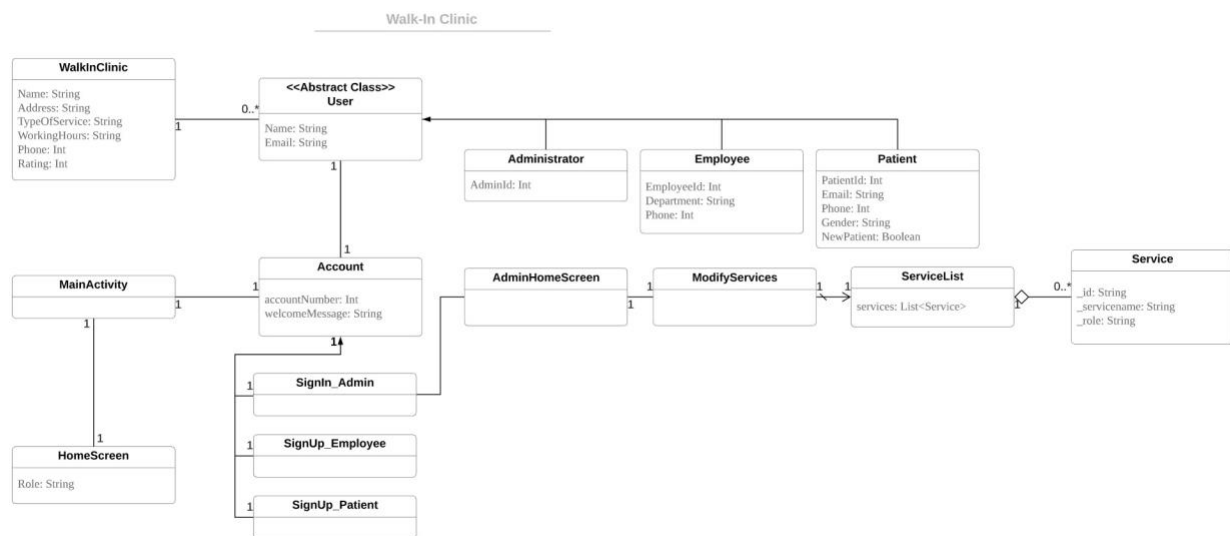 Walk-In Clinic
WalkInClinic
Name: String
Address: String
TypeOfService: String
WorkingHours: String
Phone: Int
Rating: Int
1
0..*
<<Abstract Class>>
User
Name: String
Email: String
1
Administrator
AdminId: Int
Employee
EmployeeId: Int
Department: String
Phone: Int
Patient
PatientId: Int
Email: String
Phone: Int
Gender: String
NewPatient: Boolean
1
MainActivity
1
1
1
Account
accountNumber: Int
welcomeMessage: String
1
AdminHomeScreen
1
1
ModifyServices
1
1
ServiceList
services: List<Service>
1
0..*
Service
_id: String
_servicename: String
_role: String
1
SignIn_Admin
1
SignUp_Employee
1
SignUp_Patient
1
HomeScreen
Role: String